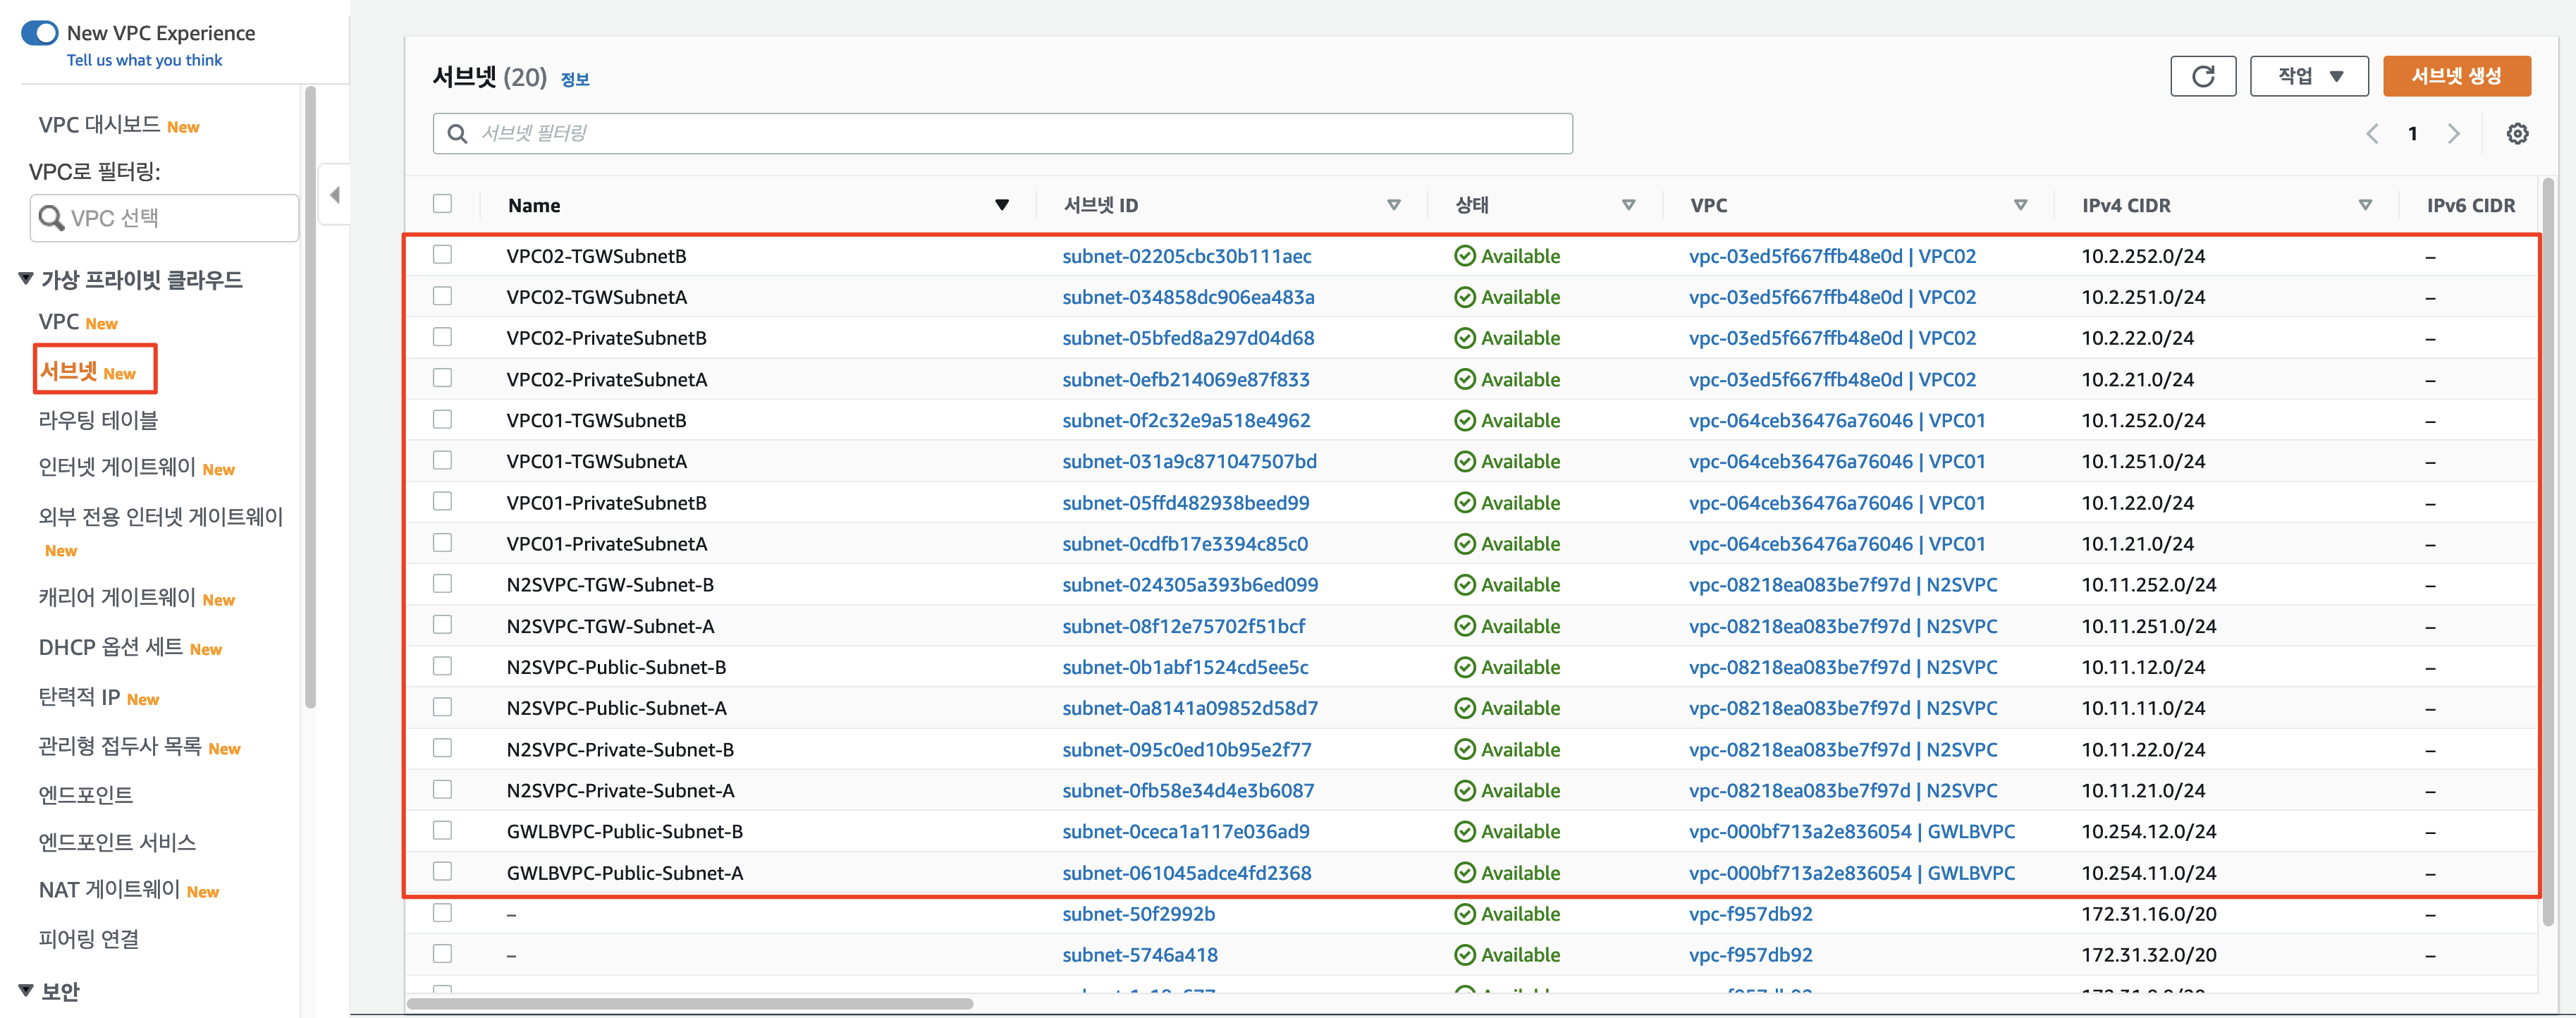 New VPC Experience
Tell us what you think
VPC 대시보드 New
VPC로 필터링:
VPC 선택
가상 프라이빗 클라우드
VPC New
서브넷 New
라우팅 테이블
인터넷 게이트웨이 New
외부 전용 인터넷 게이트웨이
New
캐리어 게이트웨이 New
DHCP 옵션 세트 New
탄력적 IP New
관리형 접두사 목록 New
엔드포인트
엔드포인트 서비스
NAT 게이트웨이 New
피어링 연결
보안
서브넷 (20) 정보
작업
서브넷 생성
서브넷 필터링
1
Name 서브넷 ID 상태 VPC IPv4 CIDR IPv6 CIDR
VPC02-TGWSubnetB subnet-02205cbc30b111aec Available vpc-03ed5f667ffb48e0d | VPC02 10.2.252.0/24 –
VPC02-TGWSubnetA subnet-034858dc906ea483a Available vpc-03ed5f667ffb48e0d | VPC02 10.2.251.0/24 –
VPC02-PrivateSubnetB subnet-05bfed8a297d04d68 Available vpc-03ed5f667ffb48e0d | VPC02 10.2.22.0/24 –
VPC02-PrivateSubnetA subnet-0efb214069e87f833 Available vpc-03ed5f667ffb48e0d | VPC02 10.2.21.0/24 –
VPC01-TGWSubnetB subnet-0f2c32e9a518e4962 Available vpc-064ceb36476a76046 | VPC01 10.1.252.0/24 –
VPC01-TGWSubnetA subnet-031a9c871047507bd Available vpc-064ceb36476a76046 | VPC01 10.1.251.0/24 –
VPC01-PrivateSubnetB subnet-05ffd482938beed99 Available vpc-064ceb36476a76046 | VPC01 10.1.22.0/24 –
VPC01-PrivateSubnetA subnet-0cdfb17e3394c85c0 Available vpc-064ceb36476a76046 | VPC01 10.1.21.0/24 –
N2SVPC-TGW-Subnet-B subnet-024305a393b6ed099 Available vpc-08218ea083be7f97d | N2SVPC 10.11.252.0/24 –
N2SVPC-TGW-Subnet-A subnet-08f12e75702f51bcf Available vpc-08218ea083be7f97d | N2SVPC 10.11.251.0/24 –
N2SVPC-Public-Subnet-B subnet-0b1abf1524cd5ee5c Available vpc-08218ea083be7f97d | N2SVPC 10.11.12.0/24 –
N2SVPC-Public-Subnet-A subnet-0a8141a09852d58d7 Available vpc-08218ea083be7f97d | N2SVPC 10.11.11.0/24 –
N2SVPC-Private-Subnet-B subnet-095c0ed10b95e2f77 Available vpc-08218ea083be7f97d | N2SVPC 10.11.22.0/24 –
N2SVPC-Private-Subnet-A subnet-0fb58e34d4e3b6087 Available vpc-08218ea083be7f97d | N2SVPC 10.11.21.0/24 –
GWLBVPC-Public-Subnet-B subnet-0ceca1a117e036ad9 Available vpc-000bf713a2e836054 | GWLBVPC 10.254.12.0/24 –
GWLBVPC-Public-Subnet-A subnet-061045adce4fd2368 Available vpc-000bf713a2e836054 | GWLBVPC 10.254.11.0/24 –
– subnet-50f2992b Available vpc-f957db92 172.31.16.0/20 –
– subnet-5746a418 Available vpc-f957db92 172.31.32.0/20 –